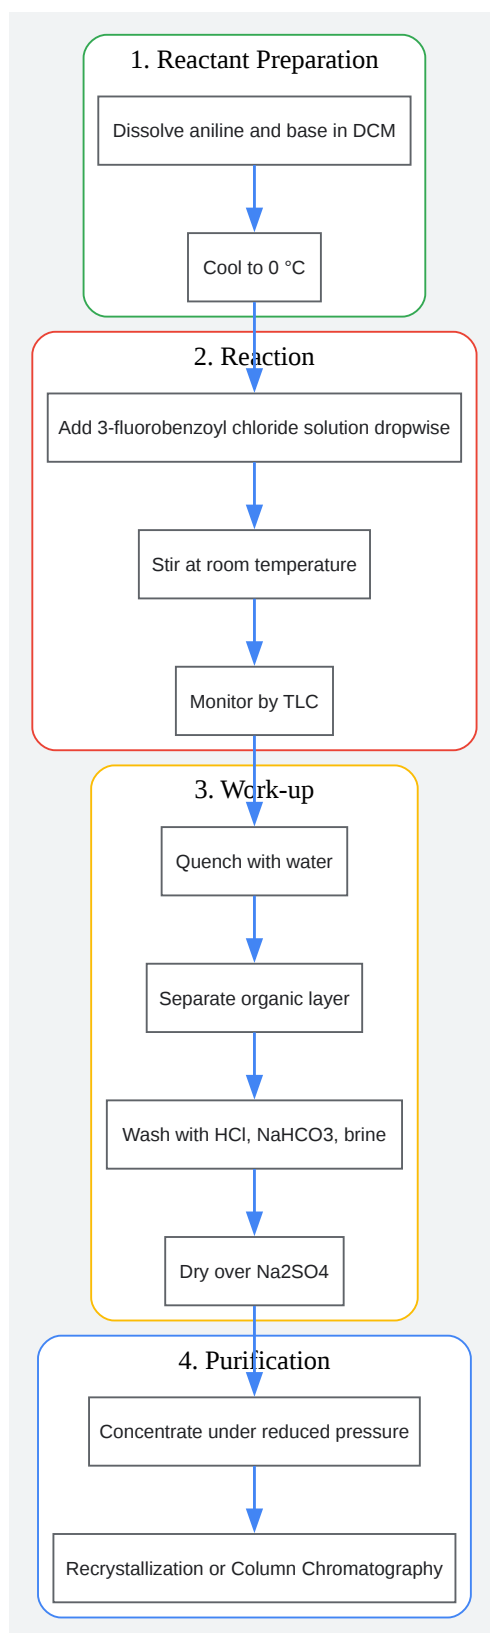 1. Reactant Preparation
Dissolve aniline and base in DCM
Cool to 0 °C
2. Reaction
Add 3-fluorobenzoyl chloride solution dropwise
Stir at room temperature
Monitor by TLC
3. Work-up
Quench with water
Separate organic layer
Wash with HCl, NaHCO3, brine
Dry over Na2SO4
4. Purification
Concentrate under reduced pressure
Recrystallization or Column Chromatography